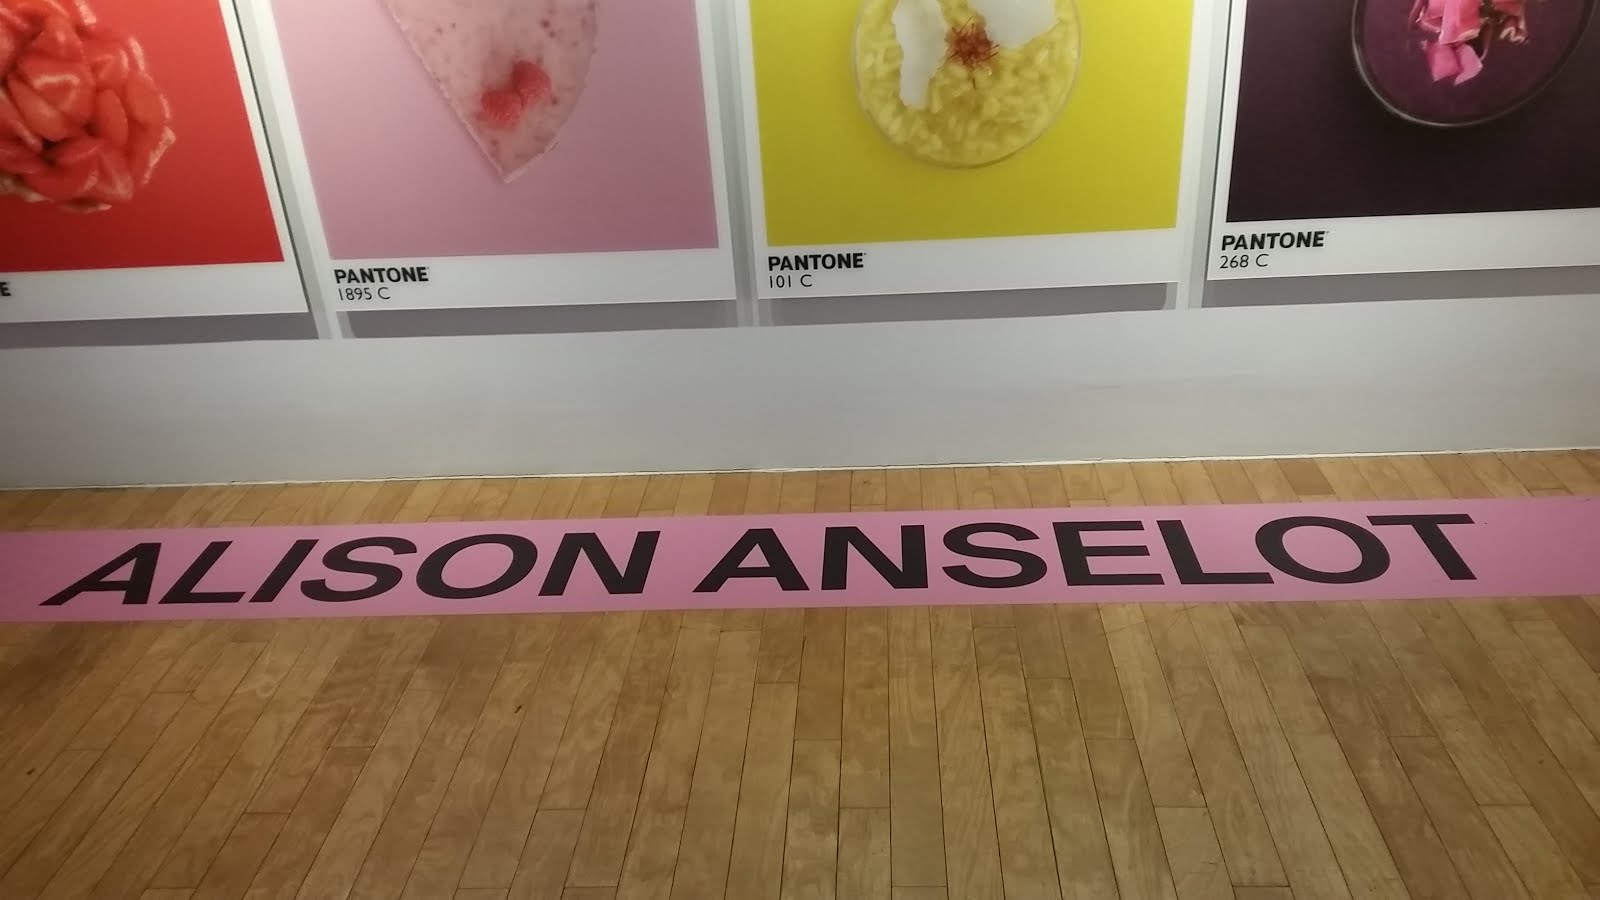 PANTONE
1895 C
PANTONE
101 C
PANTONE
268 C
ALISON ANSELOT